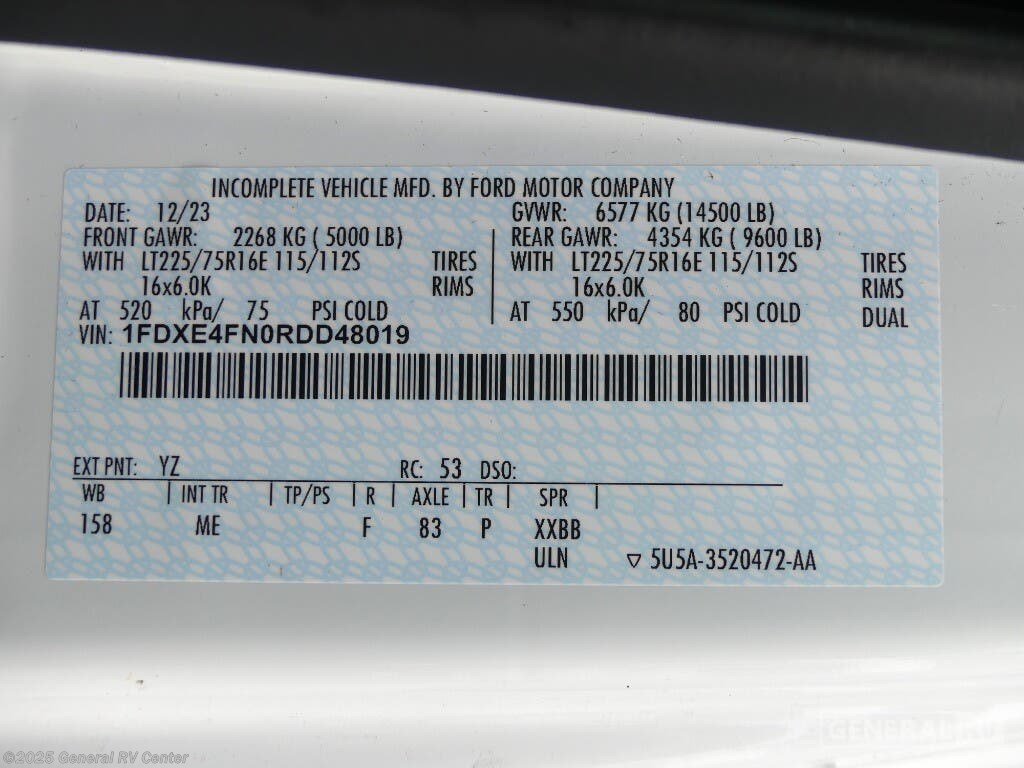 INCOMPLETE VEHICLE MFD. BY FORD MOTOR COMPANY
DATE: 12/23 GVWR: 6577 KG (14500 LB)
FRONT GAWR: 2268 KG ( 5000 LB) REAR GAWR: 4354 KG ( 9600 LB)
WITH LT225/75R16E 115/112S TIRES WITH LT225/75R16E 115/112S TIRES
16x6.0K RIMS 16x6.0K RIMS
AT 520 kPa/ 75 PSI COLD AT 550 kPa/ 80 PSI COLD DUAL
VIN: 1FDXE4FN0RDD48019
EXT PNT: YZ RC: 53 DSO:
WB | INT TR | TP/PS | R | AXLE | TR | SPR |
158 ME F 83 P XXBB
ULN ▽ 5U5A-3520472-AA
GENERAL RV
©2025 General RV Center